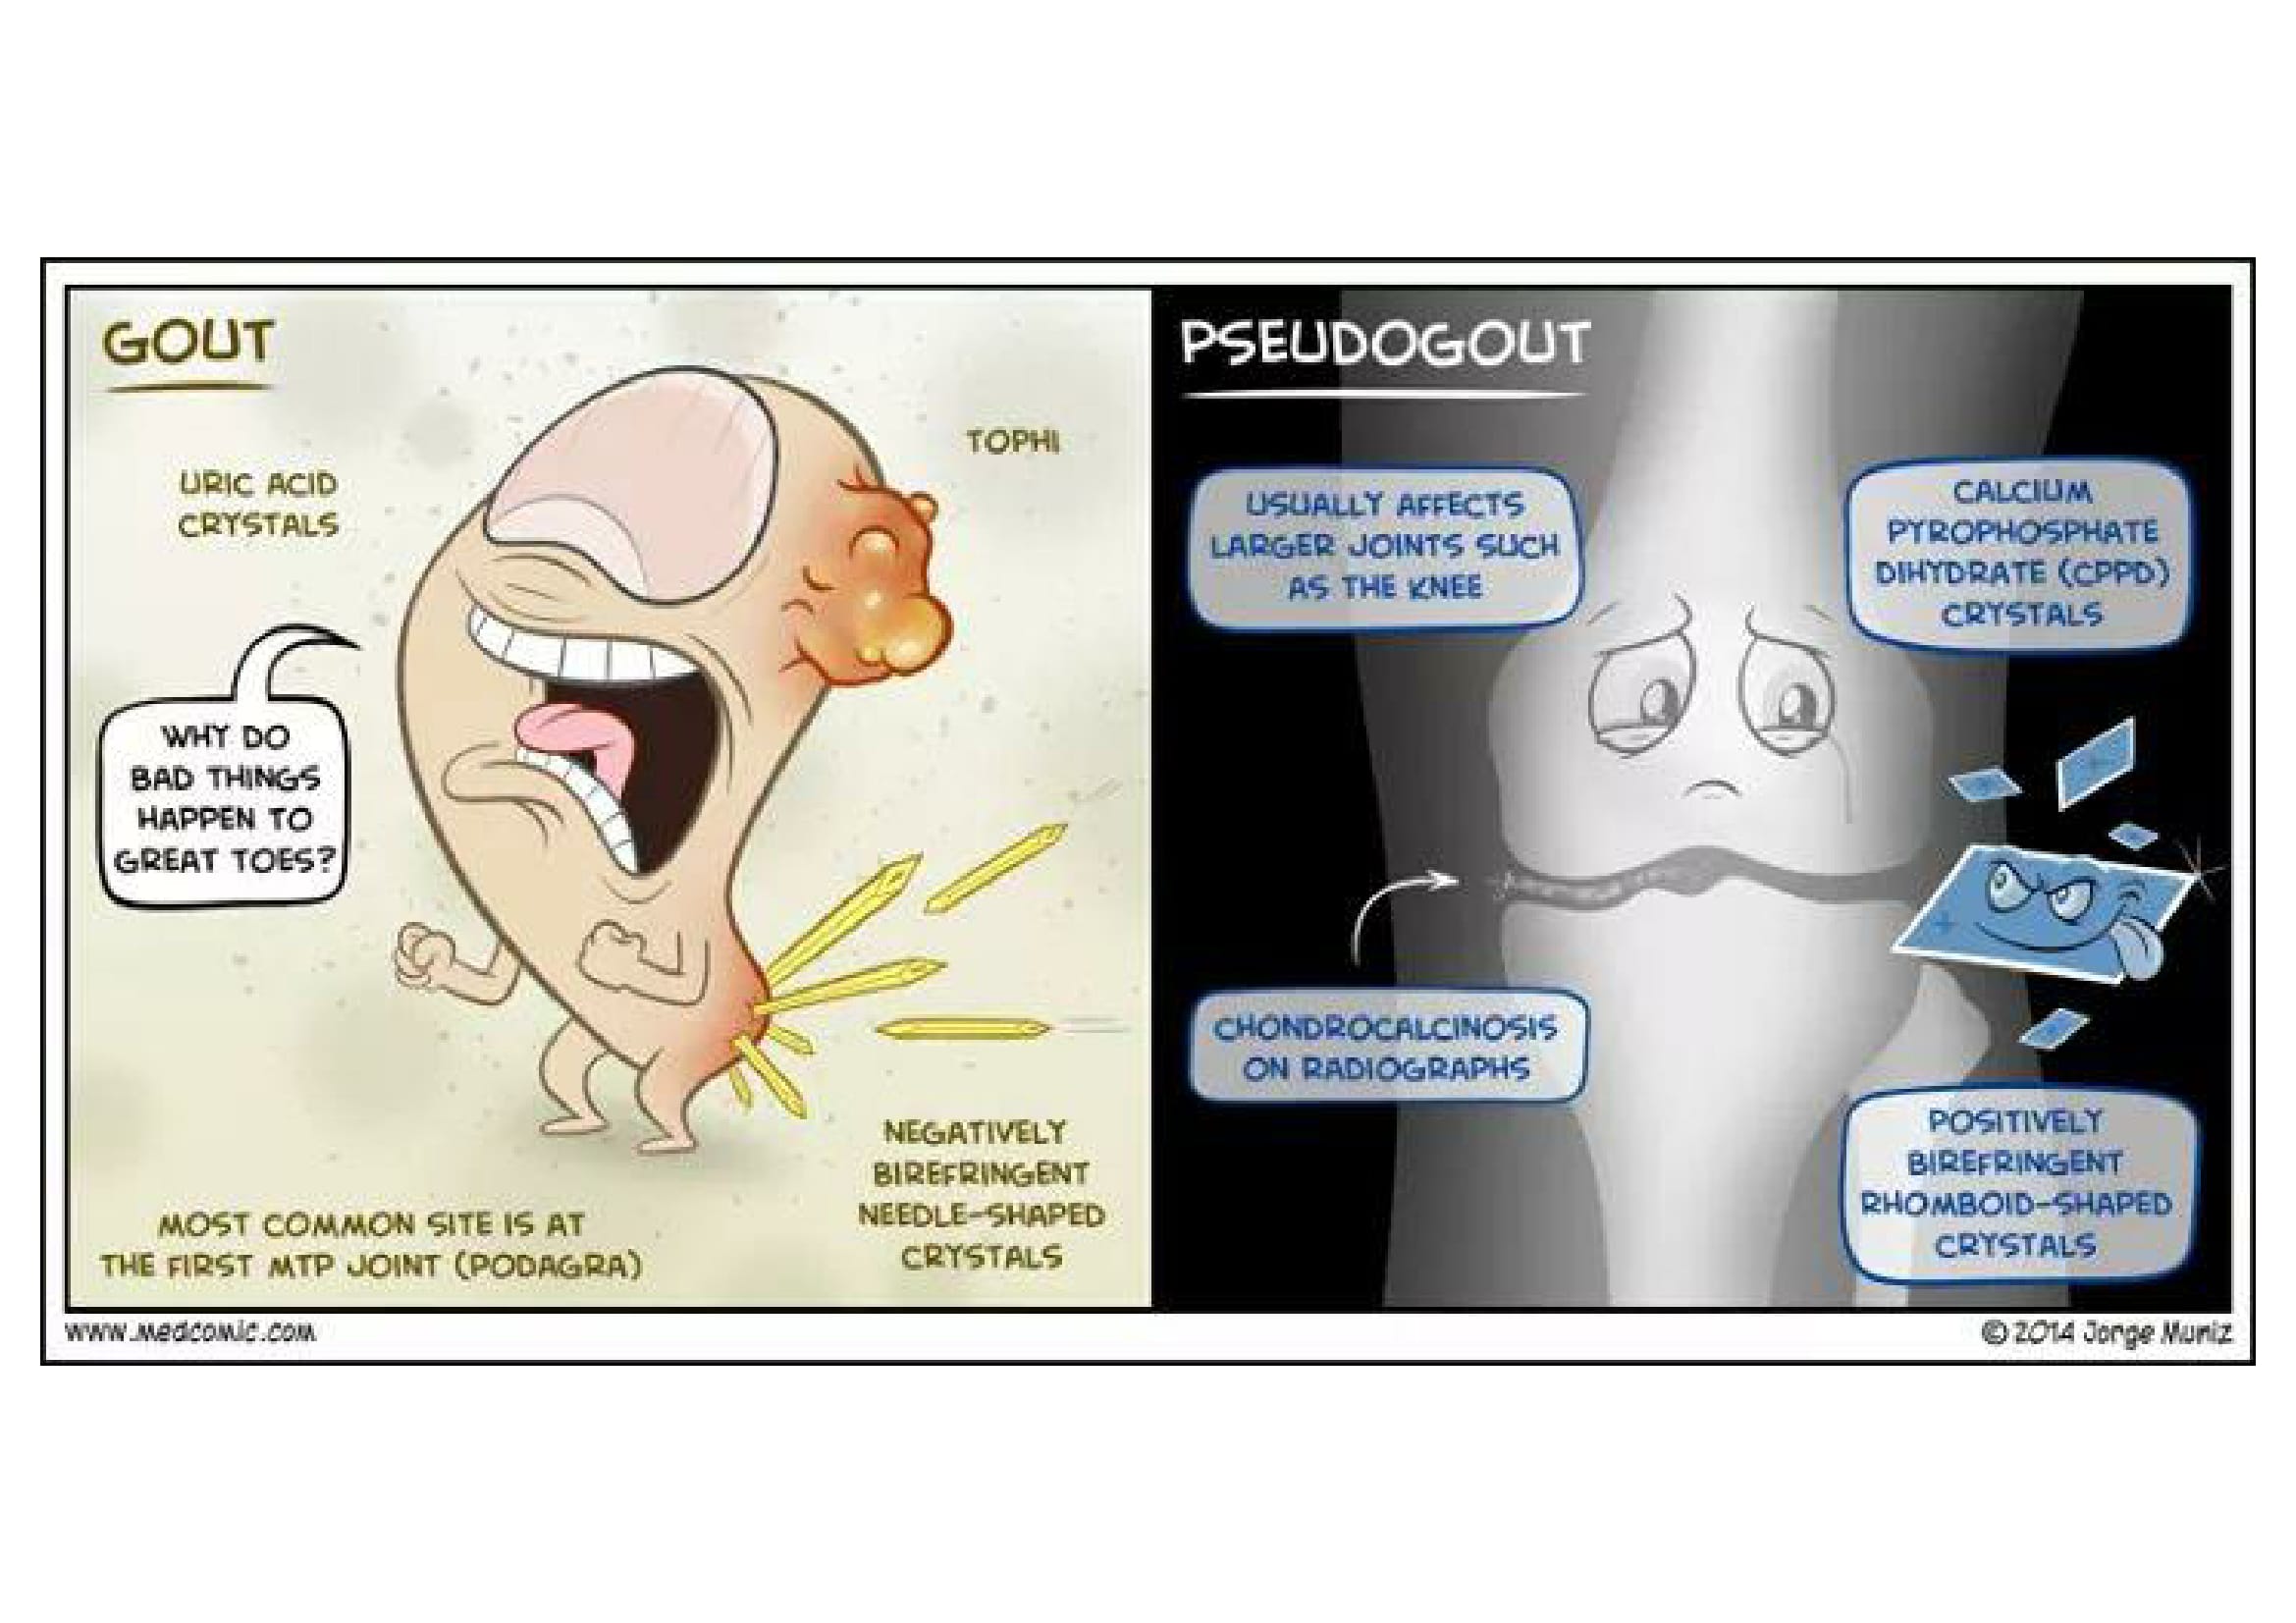 GOUT
URIC ACID
CRYSTALS
TOPHI
WHY DO
BAD THINGS
HAPPEN TO
GREAT TOES?
NEGATIVELY
BIREFRINGENT
NEEDLE-SHAPED
CRYSTALS
MOST COMMON SITE IS AT
THE FIRST MTP JOINT (PODAGRA)
PSEUDOGOUT
USUALLY AFFECTS
LARGER JOINTS SUCH
AS THE KNEE
CALCIUM
PYROPHOSPHATE
DIHYDRATE (CPPD)
CRYSTALS
CHONDROCALCINOSIS
ON RADIOGRAPHS
POSITIVELY
BIREFRINGENT
RHOMBOID-SHAPED
CRYSTALS
www.medcomic.com
© 2014 Jorge Muniz